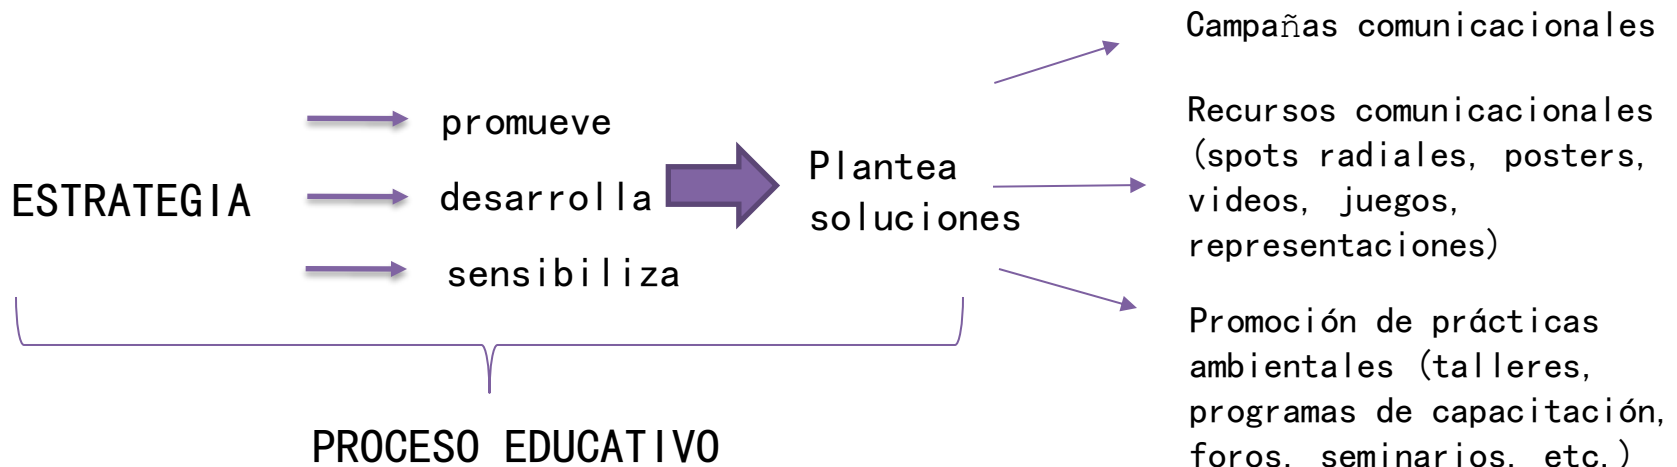 ESTRATEGIA
promueve
desarrolla
sensibiliza
Plantea
soluciones
Campañas comunicacionales
Recursos comunicacionales
(spots radiales, posters,
videos, juegos,
representaciones)
Promoción de prácticas
ambientales (talleres,
programas de capacitación,
foros, seminarios, etc.)
PROCESO EDUCATIVO